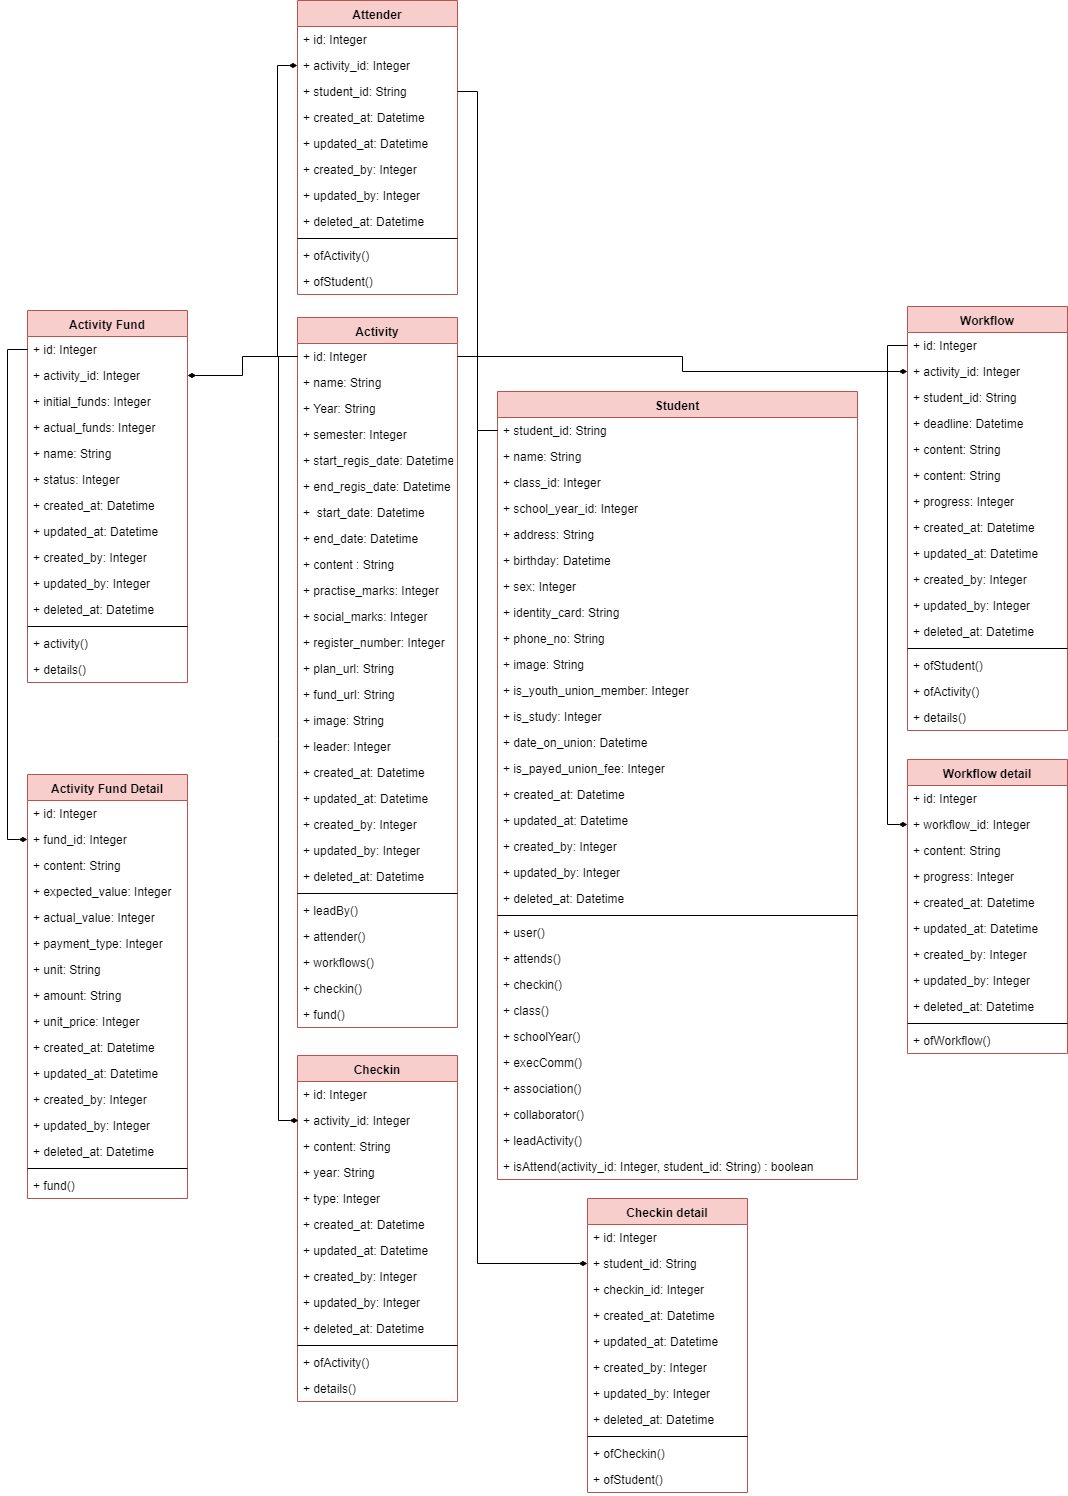 Attender
+ id: Integer
+ activity_id: Integer
+ student_id: String
+ created_at: Datetime
+ updated_at: Datetime
+ created_by: Integer
+ updated_by: Integer
+ deleted_at: Datetime
+ ofActivity()
+ ofStudent()
Activity Fund
+ id: Integer
+ activity_id: Integer
+ initial_funds: Integer
+ actual_funds: Integer
+ name: String
+ status: Integer
+ created_at: Datetime
+ updated_at: Datetime
+ created_by: Integer
+ updated_by: Integer
+ deleted_at: Datetime
+ activity()
+ details()
Activity
+ id: Integer
+ name: String
+ Year: String
+ semester: Integer
+ start_regis_date: Datetime
+ end_regis_date: Datetime
+ start_date: Datetime
+ end_date: Datetime
+ content : String
+ practise_marks: Integer
+ social_marks: Integer
+ register_number: Integer
+ plan_url: String
+ fund_url: String
+ image: String
+ leader: Integer
+ created_at: Datetime
+ updated_at: Datetime
+ created_by: Integer
+ updated_by: Integer
+ deleted_at: Datetime
+ leadBy()
+ attender()
+ workflows()
+ checkin()
+ fund()
Student
+ student_id: String
+ name: String
+ class_id: Integer
+ school_year_id: Integer
+ address: String
+ birthday: Datetime
+ sex: Integer
+ identity_card: String
+ phone_no: String
+ image: String
+ is_youth_union_member: Integer
+ is_study: Integer
+ date_on_union: Datetime
+ is_payed_union_fee: Integer
+ created_at: Datetime
+ updated_at: Datetime
+ created_by: Integer
+ updated_by: Integer
+ deleted_at: Datetime
+ user()
+ attends()
+ checkin()
+ class()
+ schoolYear()
+ execComm()
+ association()
+ collaborator()
+ leadActivity()
+ isAttend(activity_id: Integer, student_id: String) : boolean
Workflow
+ id: Integer
+ activity_id: Integer
+ student_id: String
+ deadline: Datetime
+ content: String
+ content: String
+ progress: Integer
+ created_at: Datetime
+ updated_at: Datetime
+ created_by: Integer
+ updated_by: Integer
+ deleted_at: Datetime
+ ofStudent()
+ ofActivity()
+ details()
Activity Fund Detail
+ id: Integer
+ fund_id: Integer
+ content: String
+ expected_value: Integer
+ actual_value: Integer
+ payment_type: Integer
+ unit: String
+ amount: String
+ unit_price: Integer
+ created_at: Datetime
+ updated_at: Datetime
+ created_by: Integer
+ updated_by: Integer
+ deleted_at: Datetime
+ fund()
Workflow detail
+ id: Integer
+ workflow_id: Integer
+ content: String
+ progress: Integer
+ created_at: Datetime
+ updated_at: Datetime
+ created_by: Integer
+ updated_by: Integer
+ deleted_at: Datetime
+ ofWorkflow()
Checkin
+ id: Integer
+ activity_id: Integer
+ content: String
+ year: String
+ type: Integer
+ created_at: Datetime
+ updated_at: Datetime
+ created_by: Integer
+ updated_by: Integer
+ deleted_at: Datetime
+ ofActivity()
+ details()
Checkin detail
+ id: Integer
+ student_id: String
+ checkin_id: Integer
+ created_at: Datetime
+ updated_at: Datetime
+ created_by: Integer
+ updated_by: Integer
+ deleted_at: Datetime
+ ofCheckin()
+ ofStudent()